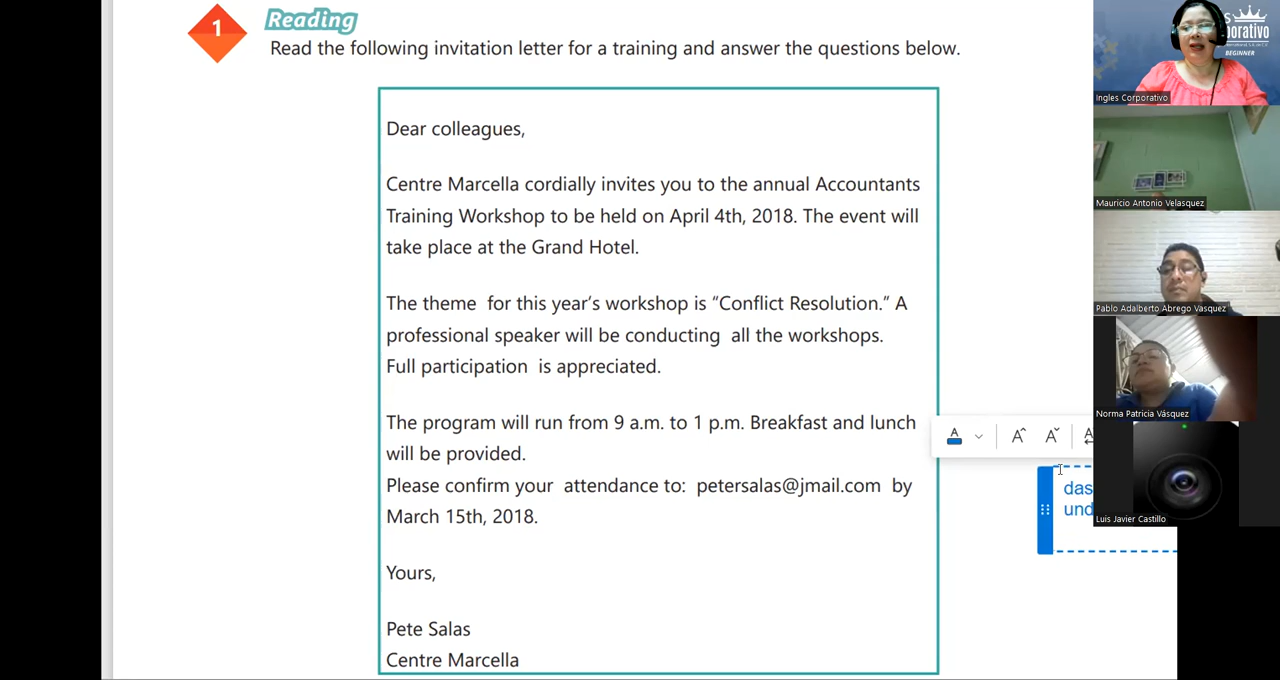 1
Reading
Read the following invitation letter for a training and answer the questions below.
Dear colleagues,
Centre Marcella cordially invites you to the annual Accountants
Training Workshop to be held on April 4th, 2018. The event will
take place at the Grand Hotel.
The theme for this year's workshop is “Conflict Resolution.” A
professional speaker will be conducting all the workshops.
Full participation is appreciated.
The program will run from 9 a.m. to 1 p.m. Breakfast and lunch
will be provided.
Please confirm your attendance to: petersalas@jmail.com by
March 15th, 2018.
Yours,
Pete Salas
Centre Marcella
A A A
das
und
BEGINNER
Ingles Corporativo
Mauricio Antonio Velasquez
Pablo Adalberto Abrego Vasquez
Norma Patricia Vásquez
Luis Javier Castillo